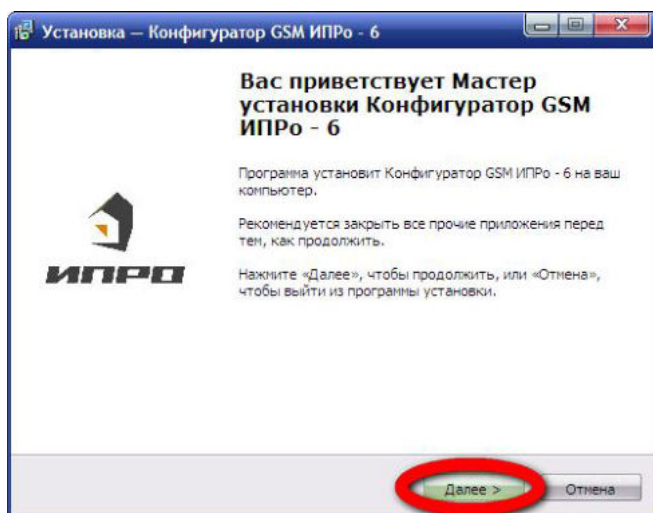 Установка — Конфигуратор GSM ИПРо - 6
Вас приветствует Мастер
установки Конфигуратор GSM
ИПРо - 6
Программа установит Конфигуратор GSM ИПРо - 6 на ваш
компьютер.
Рекомендуется закрыть все прочие приложения перед
тем, как продолжить.
ИПРО
Нажмите «Далее», чтобы продолжить, или «Отмена»,
чтобы выйти из программы установки.
Далее >
Отмена